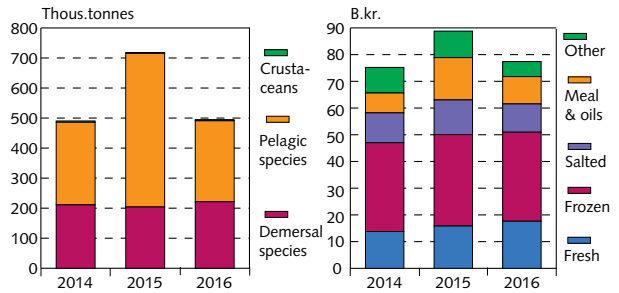 Thous.tonnes
800
700
600
500
400
300
200
100
0
2014 2015 2016
Crusta-
ceans
Pelagic
species
Demersal
species
B.kr.
90
80
70
60
50
40
30
20
10
0
2014 2015 2016
Other
Meal
& oils
Salted
Frozen
Fresh